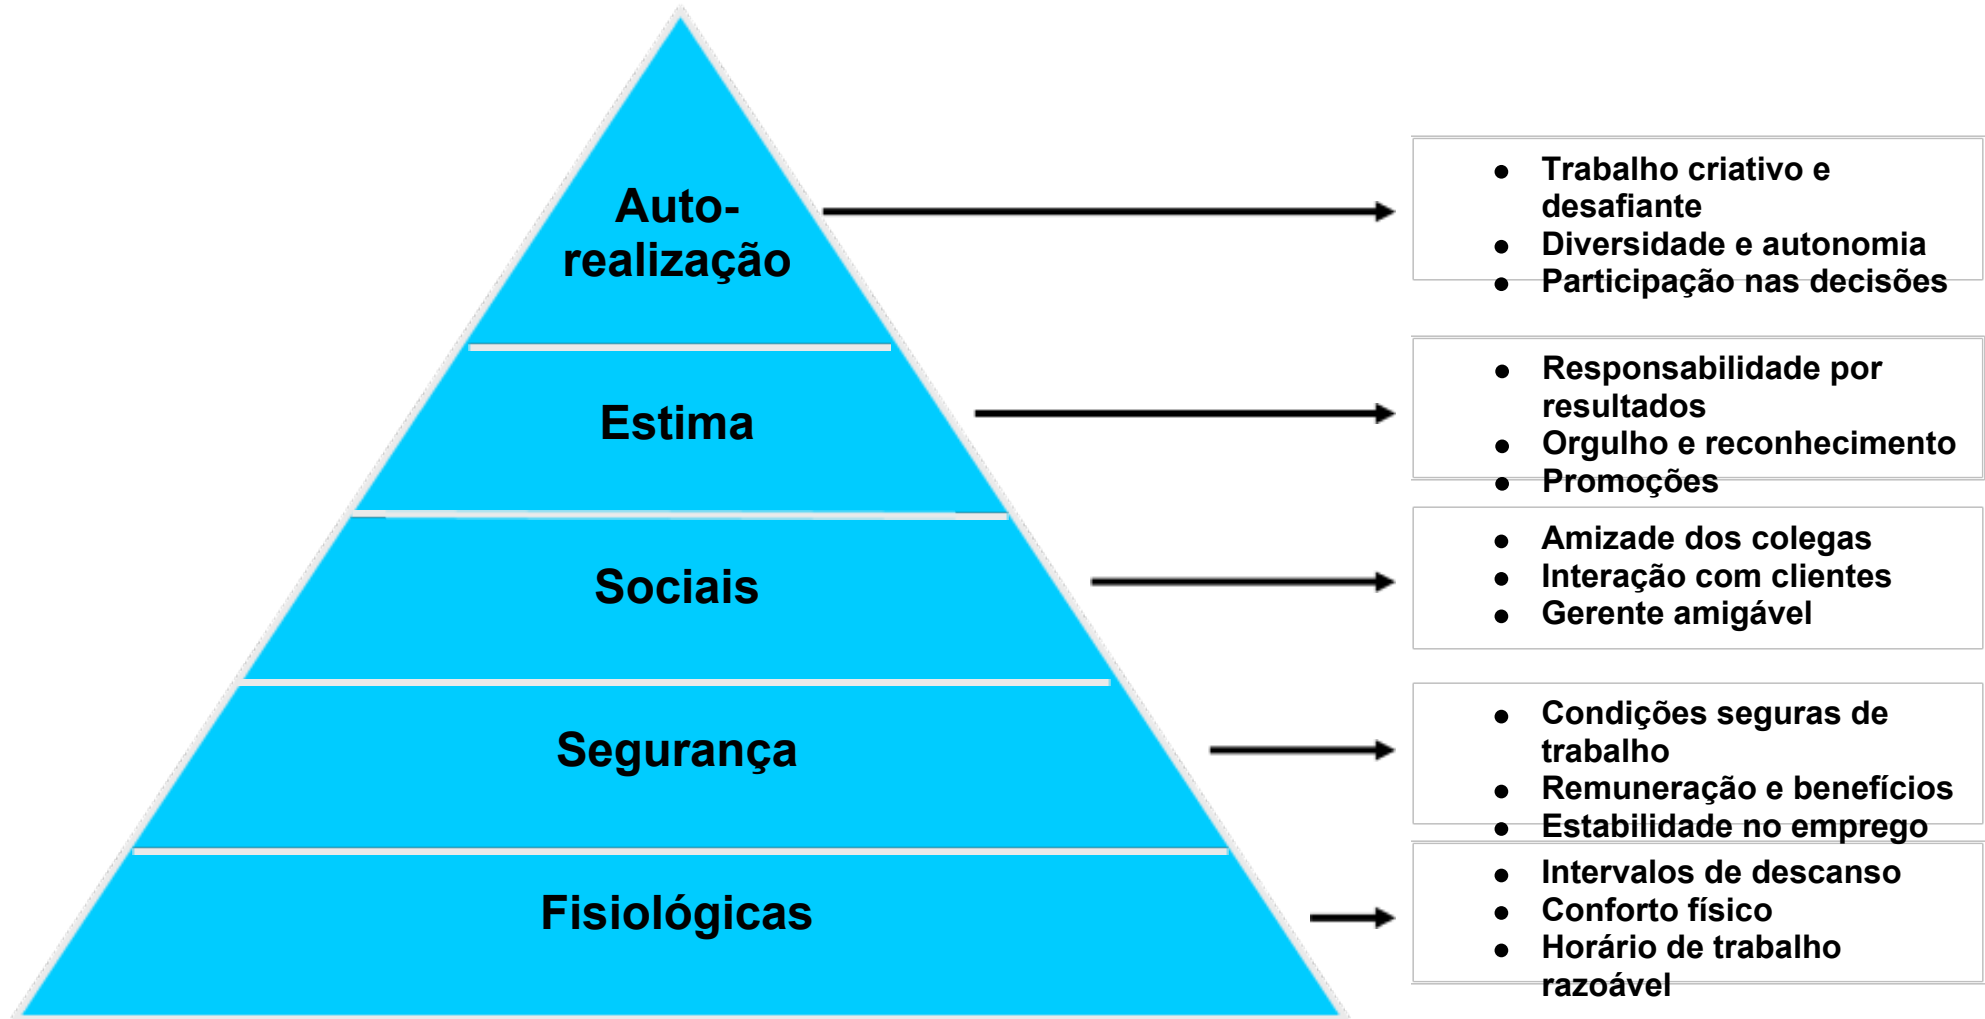 Auto-
realização
● Trabalho criativo e
desafiante
● Diversidade e autonomia
● Participação nas decisões
Estima
● Responsabilidade por
resultados
● Orgulho e reconhecimento
● Promoções
Sociais
● Amizade dos colegas
● Interação com clientes
● Gerente amigável
Segurança
● Condições seguras de
trabalho
● Remuneração e benefícios
● Estabilidade no emprego
Fisiológicas
● Intervalos de descanso
● Conforto físico
● Horário de trabalho
razoável